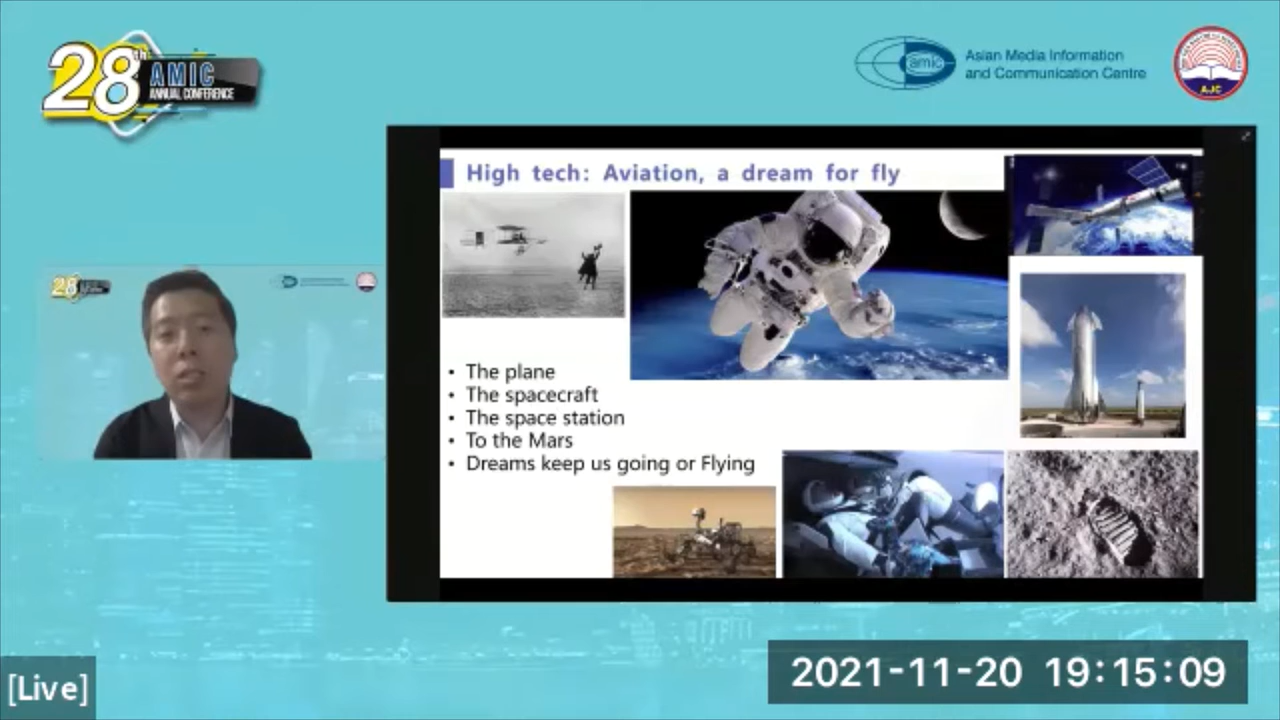 28th
AMIC
ANNUAL CONFERENCE
amic
Asian Media Information
and Communication Centre
AJC
High tech: Aviation, a dream for fly
• The plane
• The spacecraft
• The space station
• To the Mars
• Dreams keep us going or Flying
28
[Live]
2021-11-20 19:15:09